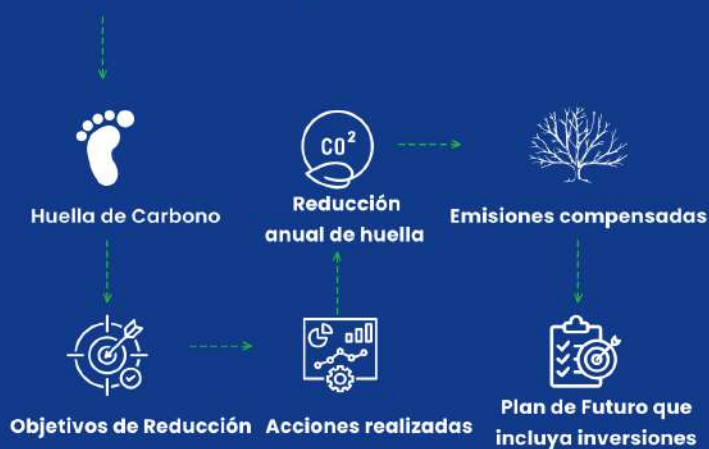 Huella de Carbono
Objetivos de Reducción
Acciones realizadas
CO²
Reducción
anual de huella
Emisiones compensadas
Plan de Futuro que
incluya inversiones